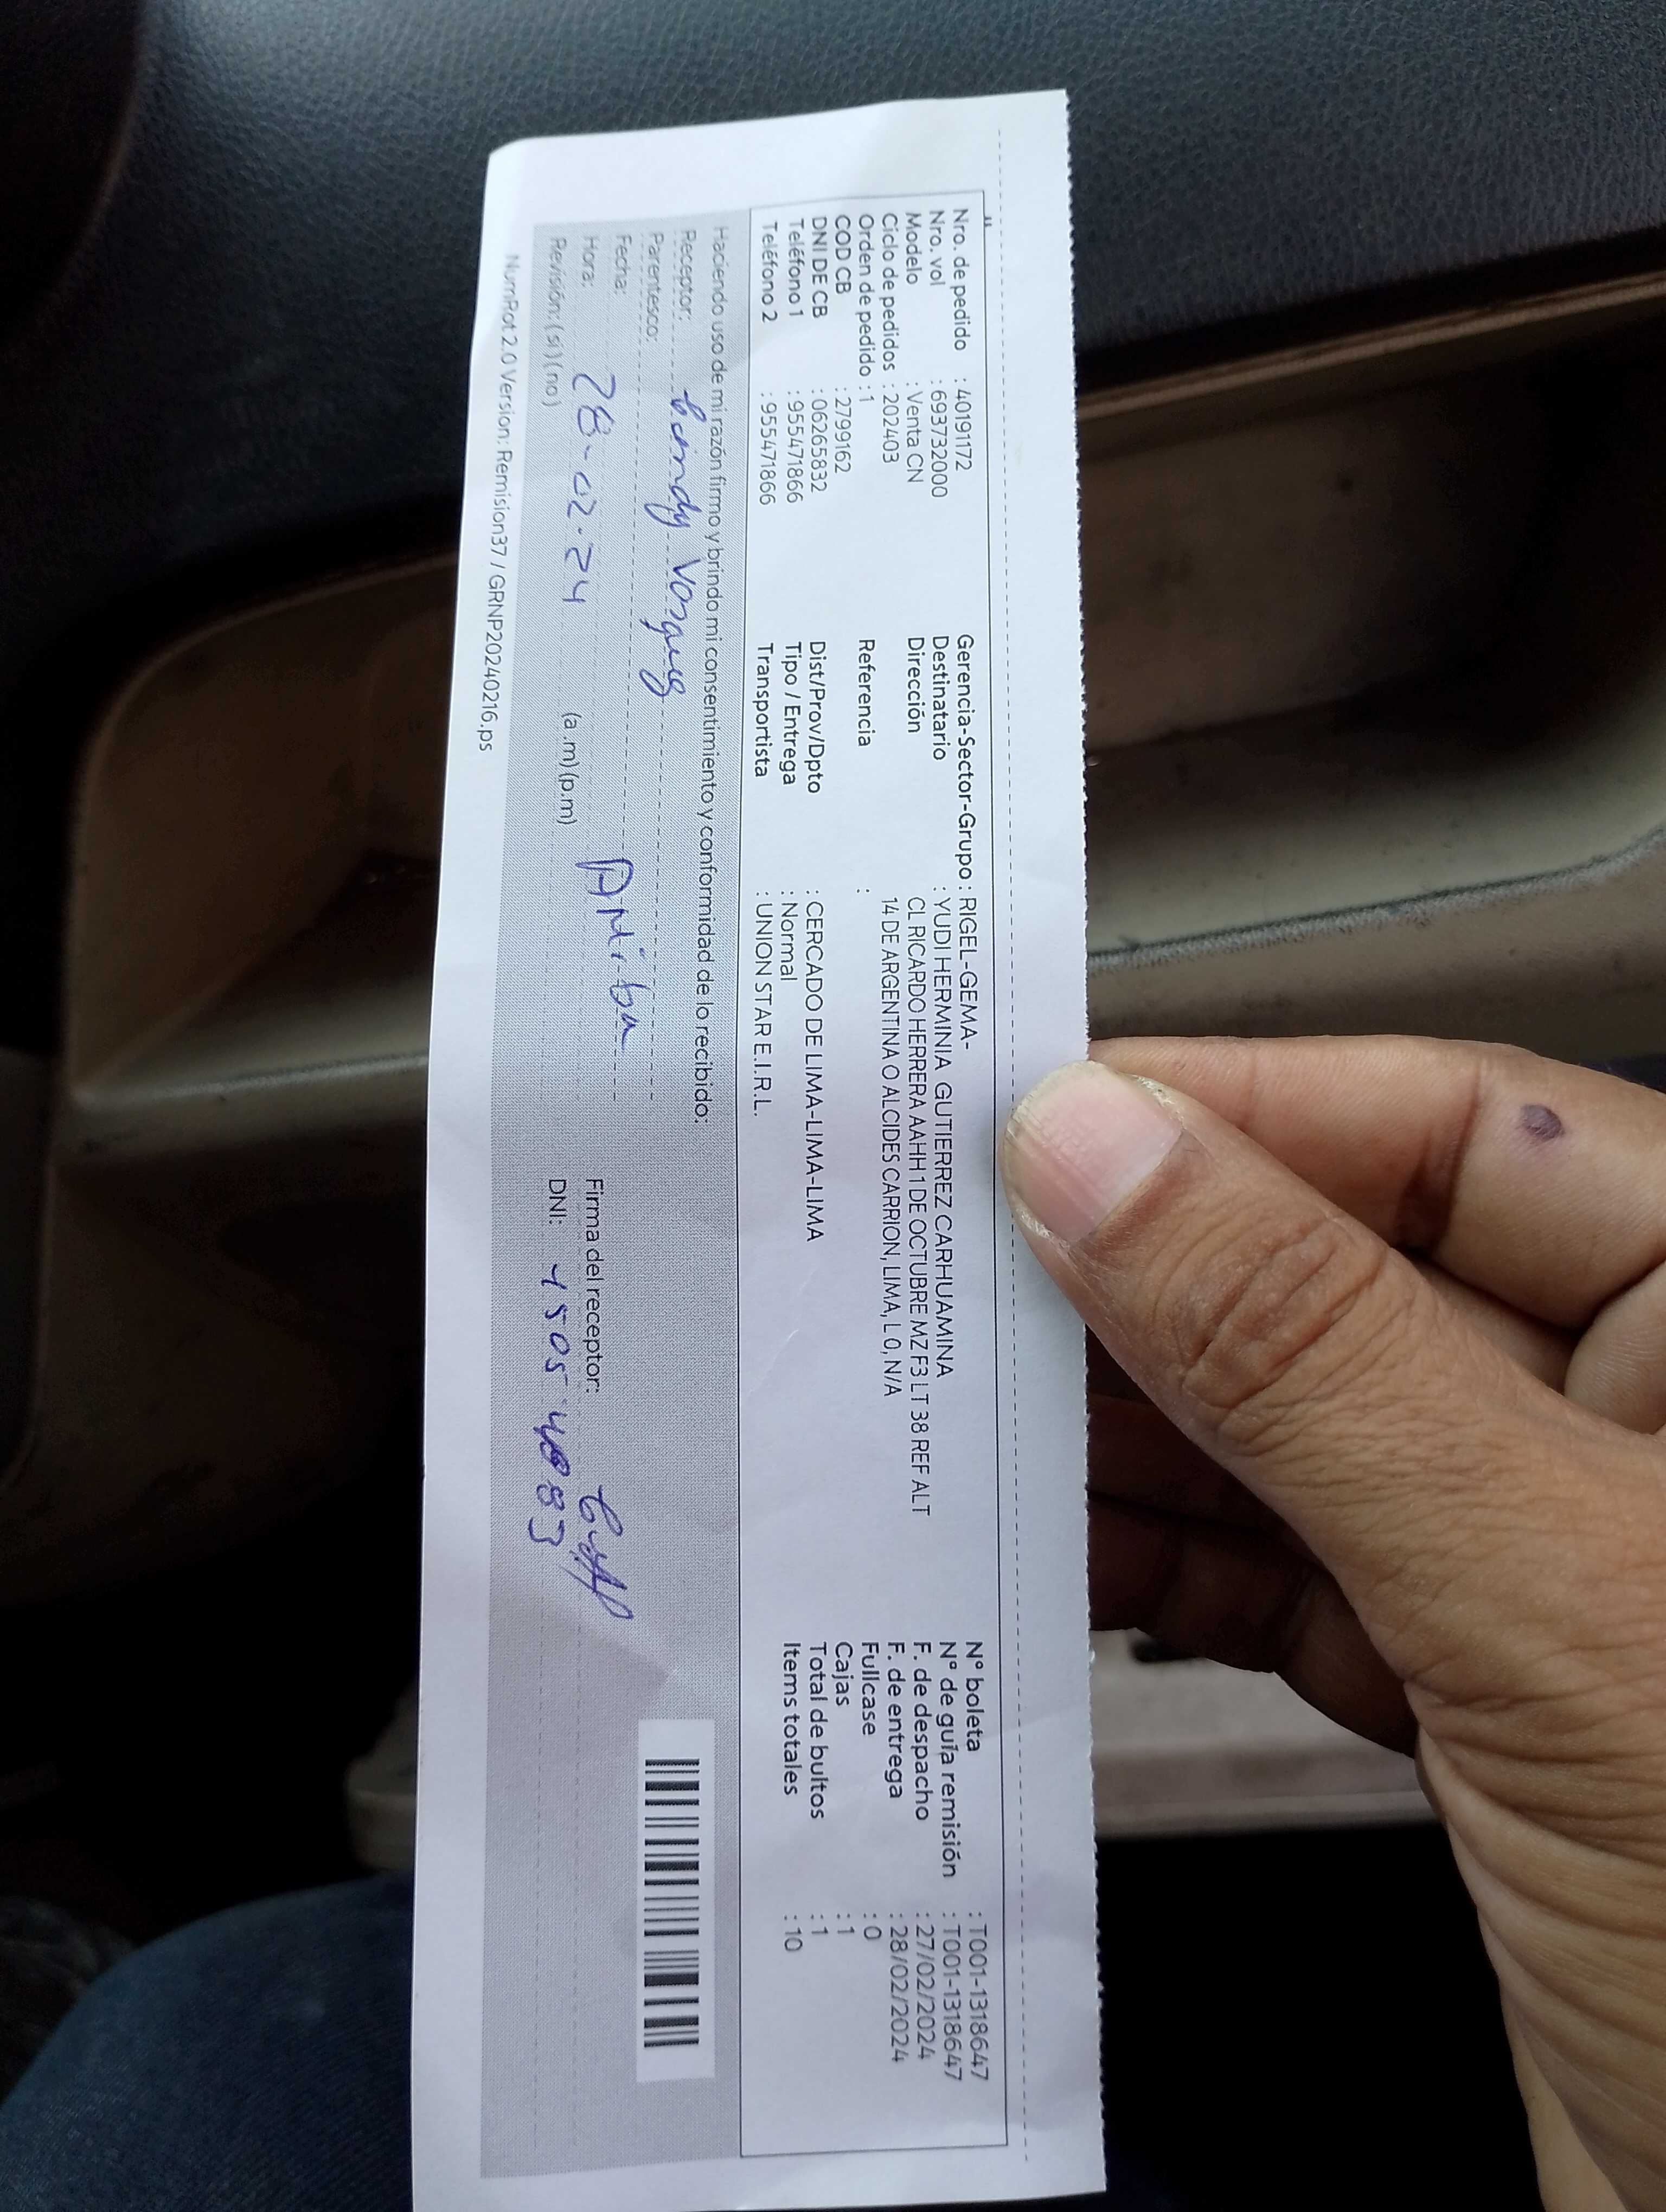 Nro. de pedido : 40191172
Nro. vol : 693732000
Modelo : Venta CN
Ciclo de pedidos : 202403
Orden de pedido : 1
COD CB : 2799162
DNI DE CB : 06265832
Teléfono 1 : 955471866
Teléfono 2 : 955471866
Gerencia-Sector-Grupo : RIGEL-GEMA-
Destinatario : YUDI HERMINIA GUTIERREZ CARHUAMINA
Dirección CL RICARDO HERRERA AAHH 1 DE OCTUBRE MZ F3 LT 38 REF ALT
14 DE ARGENTINA O ALCIDES CARRION, LIMA, L 0, N/A
Referencia :
Dist/Prov/Dpto : CERCADO DE LIMA-LIMA-LIMA
Tipo / Entrega : Normal
Transportista : UNION STAR E.I.R.L.
N° boleta : T001-1318647
N° de guía remisión : T001-1318647
F. de despacho : 27/02/2024
F. de entrega : 28/02/2024
Fullcase : 0
Cajas : 1
Total de bultos : 1
Items totales : 10
Haciendo uso de mi razón firmo y brindo mi consentimiento y conformidad de lo recibido:
Receptor:
Parentesco:
Fecha: 28-02-24
Hora: (a.m)(p.m)
Revisión: (si) (no)
Firma del receptor:
DNI:
NumRot 2.0 Version: Remision37 / GRNP20240216.ps